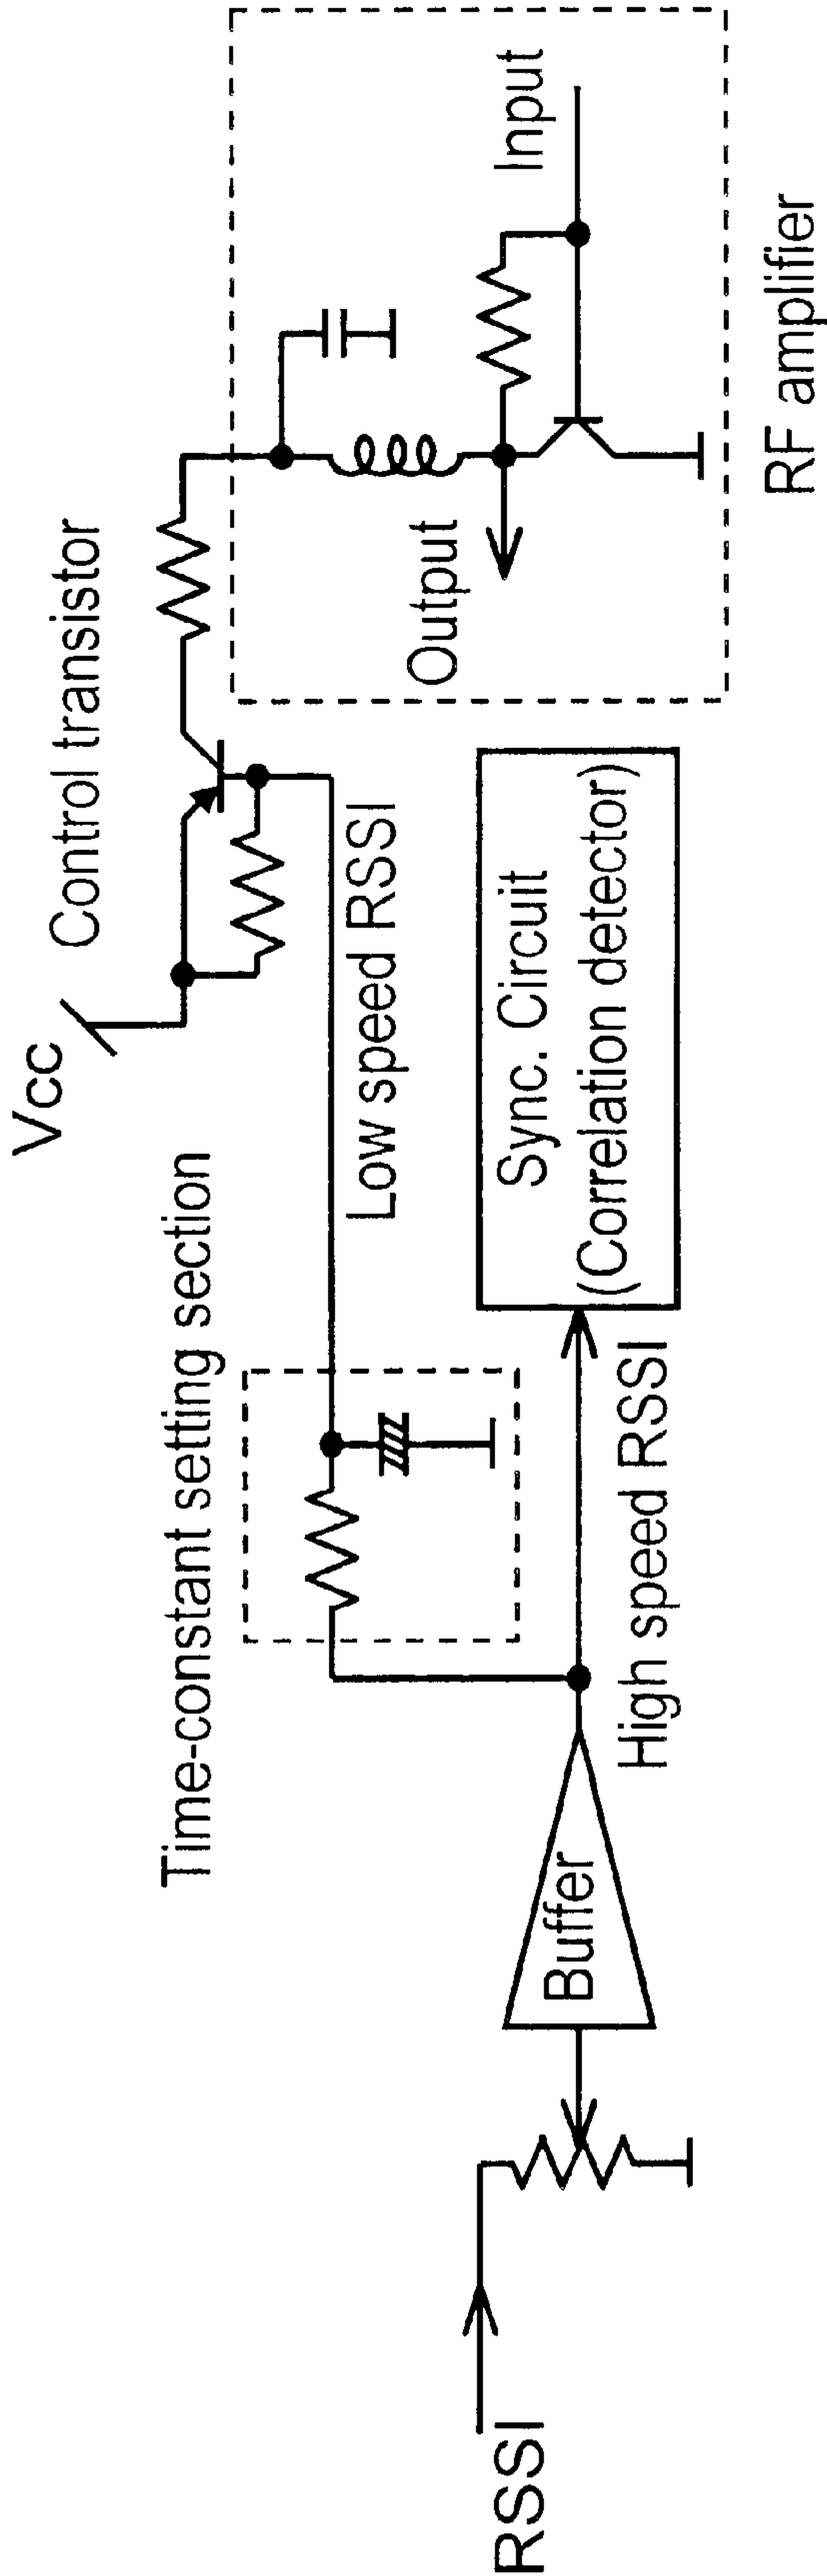 Vcc
Control transistor
Time-constant setting section
Low speed RSSI
Output
Input
RF amplifier
Sync. Circuit
(Correlation detector)
High speed RSSI
Buffer
RSSI